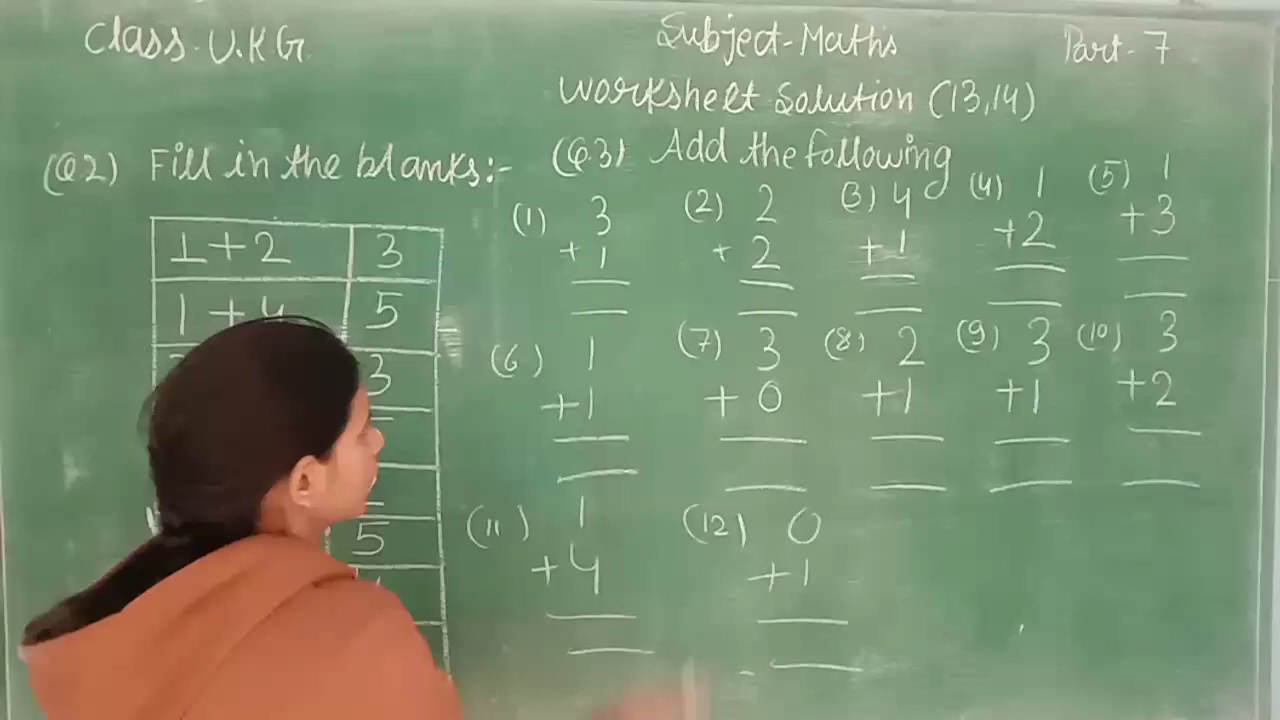 Class-U.K.G. Subject-Maths Part-7
Worksheet Solution (13,14)
(Q2) Fill in the blanks:-
1+2 3
1+4 5
3
5
(Q3) Add the following
(1) 3 (2) 2 (3) 4 (4) 1 (5) 1
+1 +2 +1 +2 +3
(6) 1 (7) 3 (8) 2 (9) 3 (10) 3
+1 +0 +1 +1 +2
(11) 1 (12) 0
+4 +1